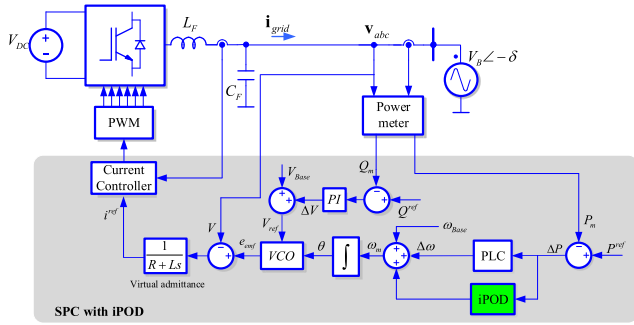 L_F
i_grid
v_abc
V_DC
V_B∠−δ
C_F
Power
meter
PWM
Current
Controller
V_Base
Q_m
PI
ΔV
Q^ref
i^ref
V
V_ref
ω_Base
P_m
1
R + Ls
e_emf
VCO
θ
∫
ω_m
Δω
PLC
ΔP
P^ref
Virtual admittance
iPOD
SPC with iPOD